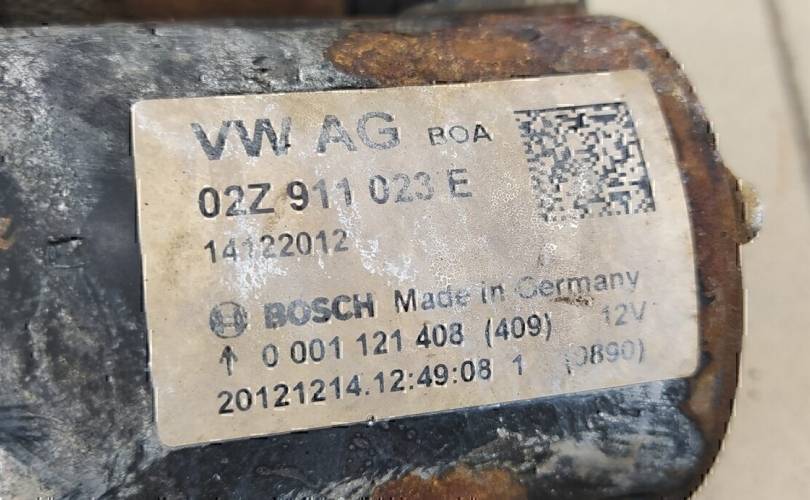 VW AG BOA
02Z 911 023 E
14122012
BOSCH Made in Germany
↑ 0 001 121 408 (409) 12V
20121214.12:49:08 1 (0890)